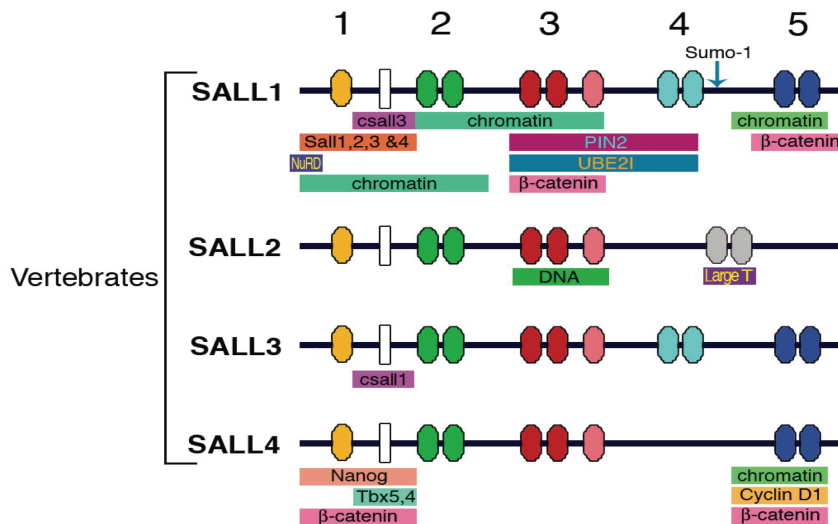 1 2 3 4 5
Sumo-1
SALL1
csall3 chromatin chromatin
Sall1,2,3 &4 PIN2 β-catenin
NuRD UBE2I
chromatin β-catenin
Vertebrates
SALL2
DNA Large T
SALL3
csall1
SALL4
Nanog chromatin
Tbx5,4 Cyclin D1
β-catenin β-catenin